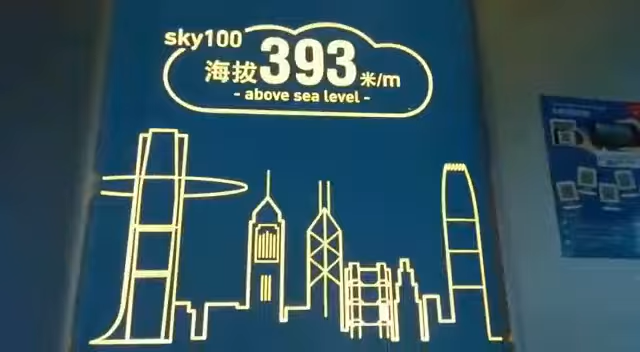 sky100
海拔393米/m
- above sea level -